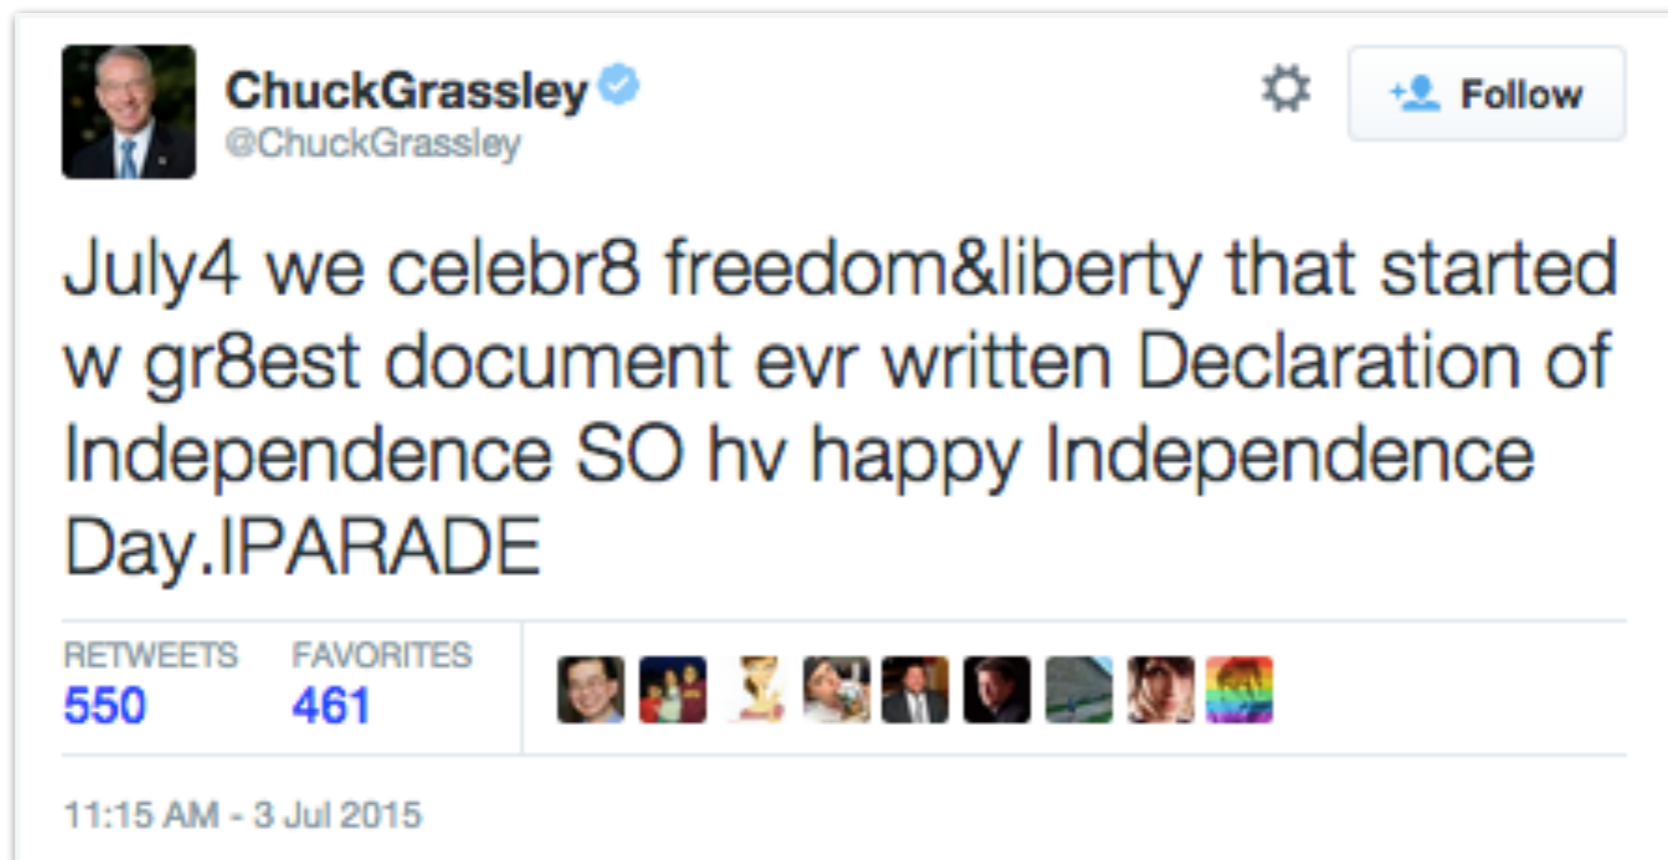 ChuckGrassley
@ChuckGrassley
Follow
July4 we celebr8 freedom&liberty that started
w gr8est document evr written Declaration of
Independence SO hv happy Independence
Day.IPARADE
RETWEETS FAVORITES
550 461
11:15 AM - 3 Jul 2015